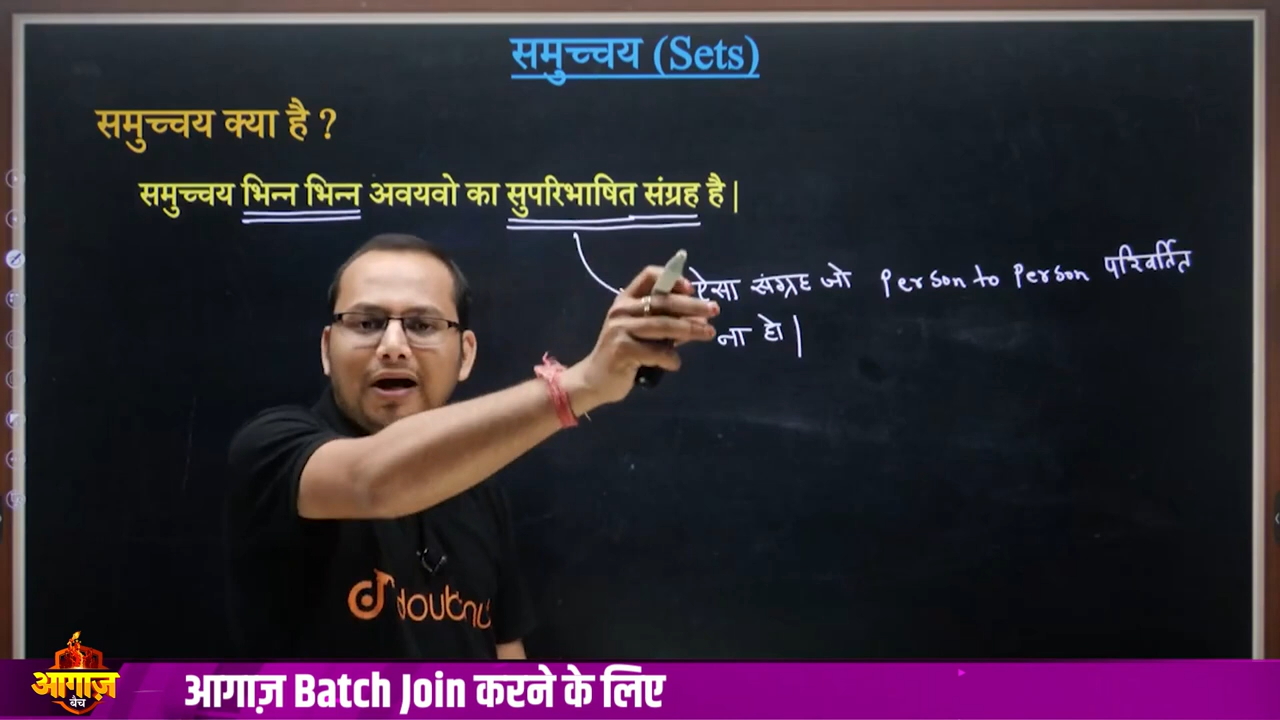 समुच्चय (Sets)
समुच्चय क्या है ?
समुच्चय भिन्न भिन्न अवयवो का सुपरिभाषित संग्रह है |
ऐसा संग्रह जो Person to Person परिवर्तित
ना हो |
doubtnu
आगाज़
बैच
आगाज़ Batch Join करने के लिए